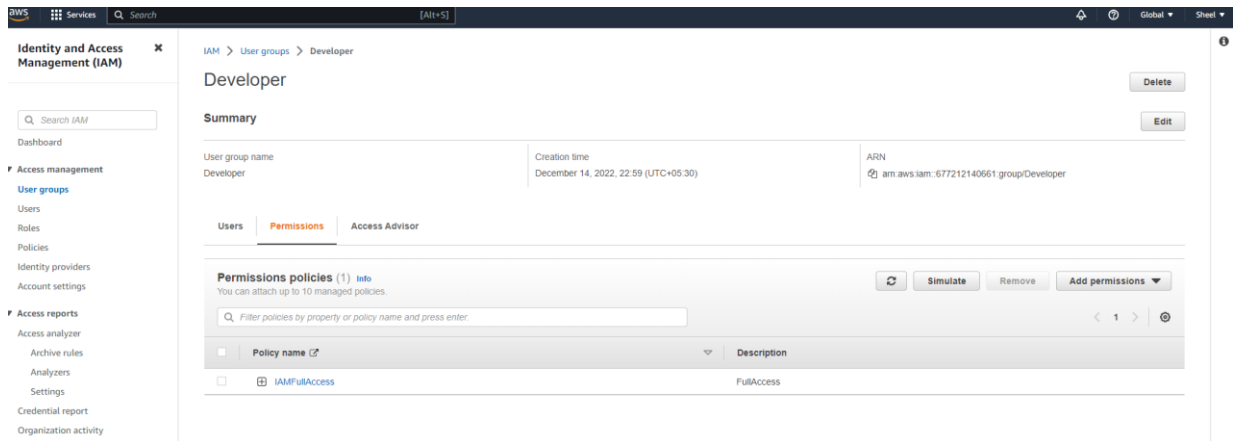 aws Services Search [Alt+S] Global Sheel
Identity and Access
Management (IAM)
Search IAM
Dashboard
Access management
User groups
Users
Roles
Policies
Identity providers
Account settings
Access reports
Access analyzer
Archive rules
Analyzers
Settings
Credential report
Organization activity
IAM > User groups > Developer
Developer Delete
Summary Edit
User group name Creation time ARN
Developer December 14, 2022, 22:59 (UTC+05:30) arn:aws:iam::677212140661:group/Developer
Users Permissions Access Advisor
Permissions policies (1) Info Simulate Remove Add permissions
You can attach up to 10 managed policies.
Filter policies by property or policy name and press enter. < 1 >
Policy name Description
IAMFullAccess FullAccess